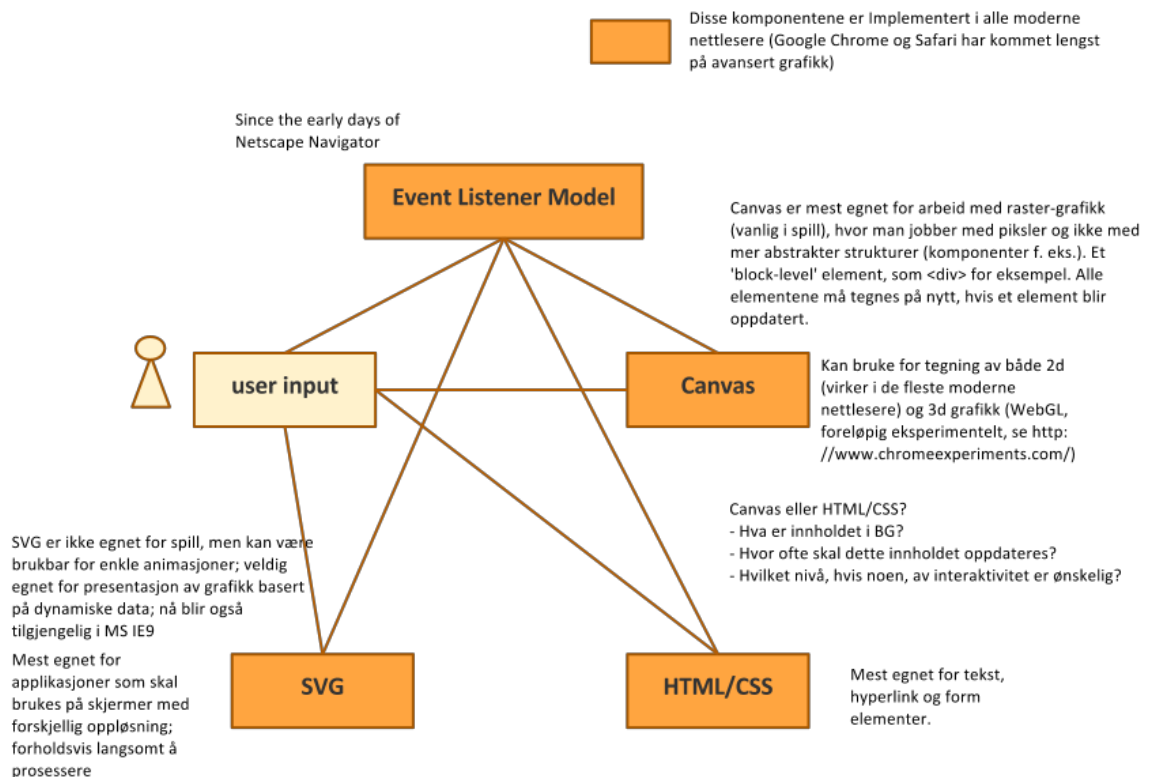 Disse komponentene er Implementert i alle moderne
nettlesere (Google Chrome og Safari har kommet lengst
på avansert grafikk)
Since the early days of
Netscape Navigator
Event Listener Model
Canvas er mest egnet for arbeid med raster-grafikk
(vanlig i spill), hvor man jobber med piksler og ikke med
mer abstrakter strukturer (komponenter f. eks.). Et
'block-level' element, som <div> for eksempel. Alle
elementene må tegnes på nytt, hvis et element blir
oppdatert.
user input
Canvas
Kan bruke for tegning av både 2d
(virker i de fleste moderne
nettlesere) og 3d grafikk (WebGL,
foreløpig eksperimentelt, se http:
//www.chromeexperiments.com/)
Canvas eller HTML/CSS?
- Hva er innholdet i BG?
- Hvor ofte skal dette innholdet oppdateres?
- Hvilket nivå, hvis noen, av interaktivitet er ønskelig?
SVG er ikke egnet for spill, men kan være
brukbar for enkle animasjoner; veldig
egnet for presentasjon av grafikk basert
på dynamiske data; nå blir også
tilgjengelig i MS IE9
Mest egnet for
applikasjoner som skal
brukes på skjermer med
forskjellig oppløsning;
forholdsvis langsomt å
prosessere
SVG
HTML/CSS
Mest egnet for tekst,
hyperlink og form
elementer.